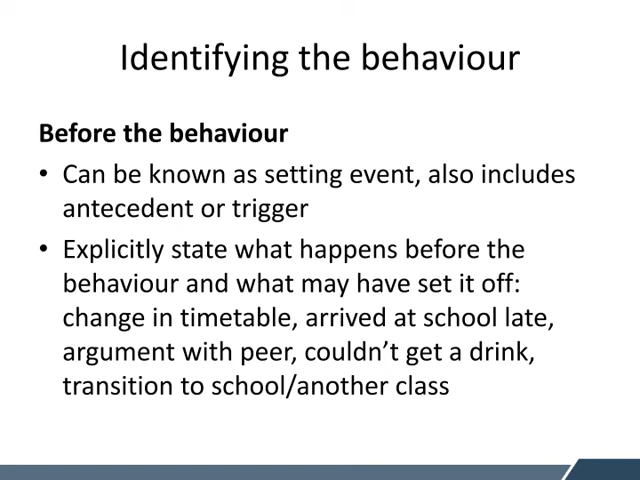 Identifying the behaviour
Before the behaviour
• Can be known as setting event, also includes
antecedent or trigger
• Explicitly state what happens before the
behaviour and what may have set it off:
change in timetable, arrived at school late,
argument with peer, couldn’t get a drink,
transition to school/another class